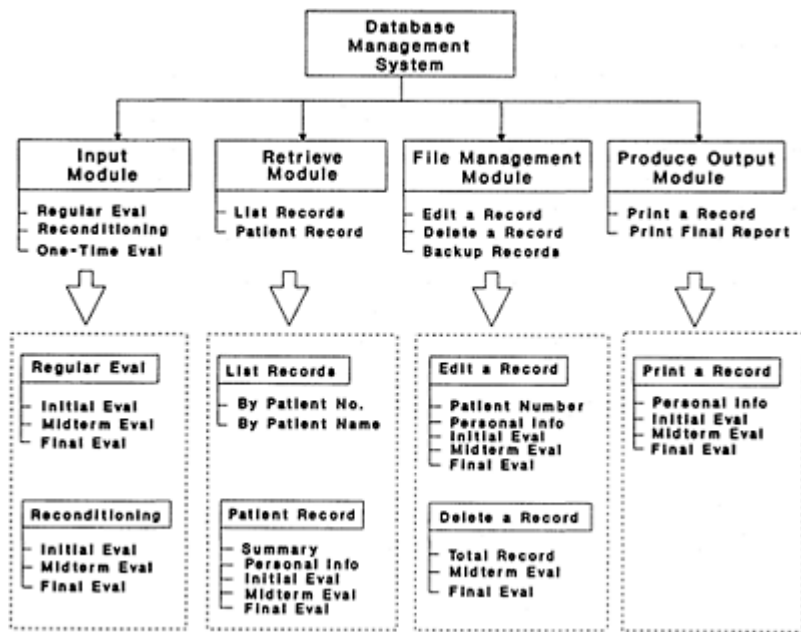 Database
Management
System
Input
Module
Regular Eval
Reconditioning
One-Time Eval
Retrieve
Module
List Records
Patient Record
File Management
Module
Edit a Record
Delete a Record
Backup Records
Produce Output
Module
Print a Record
Print Final Report
Regular Eval
Initial Eval
Midterm Eval
Final Eval
Reconditioning
Initial Eval
Midterm Eval
Final Eval
List Records
By Patient No.
By Patient Name
Patient Record
Summary
Personal Info
Initial Eval
Midterm Eval
Final Eval
Edit a Record
Patient Number
Personal Info
Initial Eval
Midterm Eval
Final Eval
Delete a Record
Total Record
Midterm Eval
Final Eval
Print a Record
Personal Info
Initial Eval
Midterm Eval
Final Eval